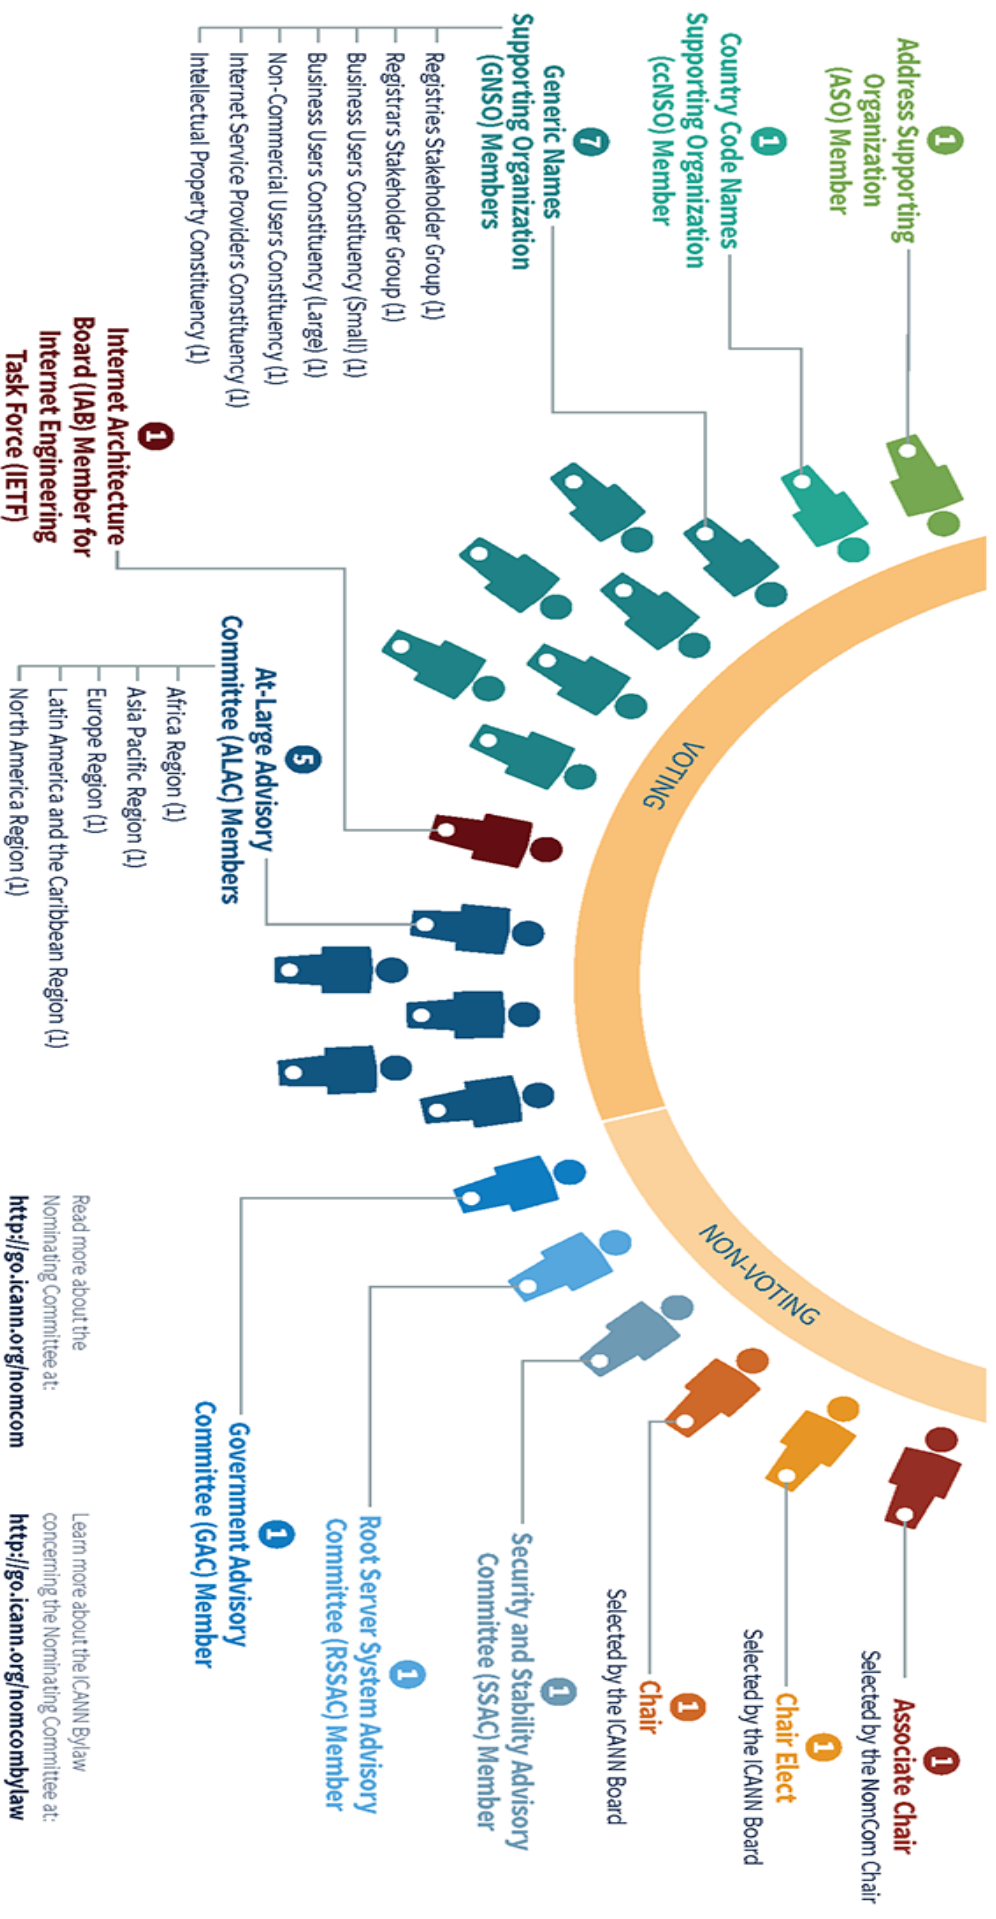 1
Address Supporting
Organization
(ASO) Member
1
Country Code Names
Supporting Organization
(ccNSO) Member
7
Generic Names
Supporting Organization
(GNSO) Members
Registries Stakeholder Group (1)
Registrars Stakeholder Group (1)
Business Users Constituency (Small) (1)
Business Users Constituency (Large) (1)
Non-Commercial Users Constituency (1)
Internet Service Providers Constituency (1)
Intellectual Property Constituency (1)
1
Internet Architecture
Board (IAB) Member for
Internet Engineering
Task Force (IETF)
5
At-Large Advisory
Committee (ALAC) Members
Africa Region (1)
Asia Pacific Region (1)
Europe Region (1)
Latin America and the Caribbean Region (1)
North America Region (1)
VOTING
NON-VOTING
1
Associate Chair
Selected by the NomCom Chair
1
Chair Elect
Selected by the ICANN Board
1
Chair
Selected by the ICANN Board
1
Security and Stability Advisory
Committee (SSAC) Member
1
Root Server System Advisory
Committee (RSSAC) Member
1
Government Advisory
Committee (GAC) Member
Read more about the
Nominating Committee at:
http://go.icann.org/nomcom
Learn more about the ICANN Bylaw
concerning the Nominating Committee at:
http://go.icann.org/nomcombylaw